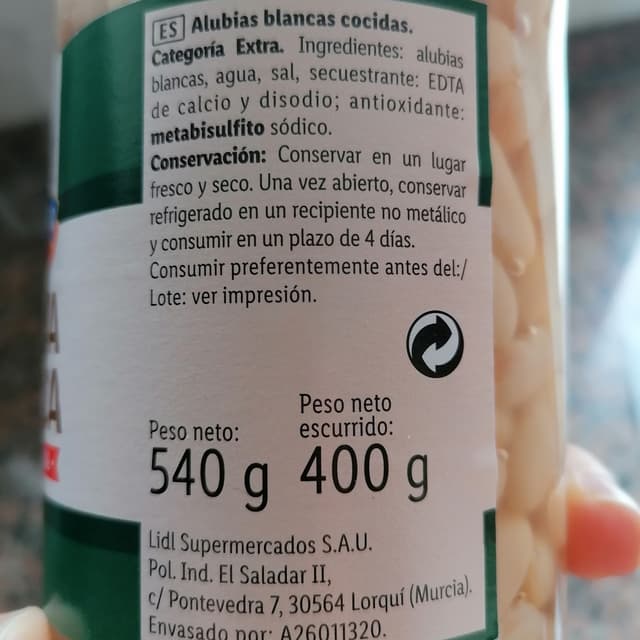 ES Alubias blancas cocidas.
Categoría Extra. Ingredientes: alubias
blancas, agua, sal, secuestrante: EDTA
de calcio y disodio; antioxidante:
metabisulfito sódico.
Conservación: Conservar en un lugar
fresco y seco. Una vez abierto, conservar
refrigerado en un recipiente no metálico
y consumir en un plazo de 4 días.
Consumir preferentemente antes del:/
Lote: ver impresión.
Peso neto:
540 g
Peso neto
escurrido:
400 g
Lidl Supermercados S.A.U.
Pol. Ind. El Saladar II,
c/ Pontevedra 7, 30564 Lorquí (Murcia).
Envasado por: A26011320.